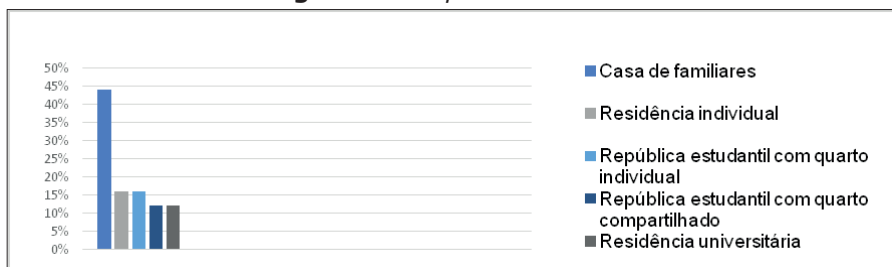 50%
45%
40%
35%
30%
25%
20%
15%
10%
5%
0%
Casa de familiares
Residência individual
República estudantil com quarto
individual
República estudantil com quarto
compartilhado
Residência universitária